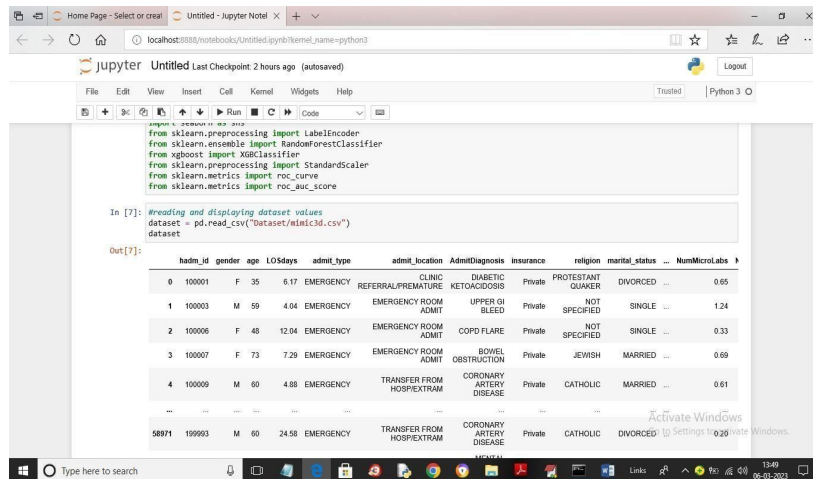 Home Page - Select or creat
Untitled - Jupyter Notel
localhost:8888/notebooks/Untitled.ipynb?kernel_name=python3
jupyter Untitled Last Checkpoint: 2 hours ago (autosaved)
Logout
File Edit View Insert Cell Kernel Widgets Help
Trusted
Python 3
Run
Code
import seaborn as sns
from sklearn.preprocessing import LabelEncoder
from sklearn.ensemble import RandomForestClassifier
from xgboost import XGBClassifier
from sklearn.preprocessing import StandardScaler
from sklearn.metrics import roc_curve
from sklearn.metrics import roc_auc_score
In [7]: #reading and displaying dataset values
dataset = pd.read_csv("Dataset/mimic3d.csv")
dataset
Out[7]:
hadm_id gender age LOSdays admit_type admit_location AdmitDiagnosis insurance religion marital_status ... NumMicroLabs N
0 100001 F 35 6.17 EMERGENCY CLINIC REFERRAL/PREMATURE DIABETIC KETOACIDOSIS Private PROTESTANT QUAKER DIVORCED ... 0.65
1 100003 M 59 4.04 EMERGENCY EMERGENCY ROOM ADMIT UPPER GI BLEED Private NOT SPECIFIED SINGLE ... 1.24
2 100006 F 48 12.04 EMERGENCY EMERGENCY ROOM ADMIT COPD FLARE Private NOT SPECIFIED SINGLE ... 0.33
3 100007 F 73 7.29 EMERGENCY EMERGENCY ROOM ADMIT BOWEL OBSTRUCTION Private JEWISH MARRIED ... 0.69
4 100009 M 60 4.88 EMERGENCY TRANSFER FROM HOSP/EXTRAM CORONARY ARTERY DISEASE Private CATHOLIC MARRIED ... 0.61
... ... ... ... ... ... ... ... ... ... ... ... ...
58971 199993 M 60 24.58 EMERGENCY TRANSFER FROM HOSP/EXTRAM CORONARY ARTERY DISEASE Private CATHOLIC DIVORCED ... 0.20
MENTAL
Activate Windows
Go to Settings to activate Windows.
Type here to search
Links
13:49
06-03-2023